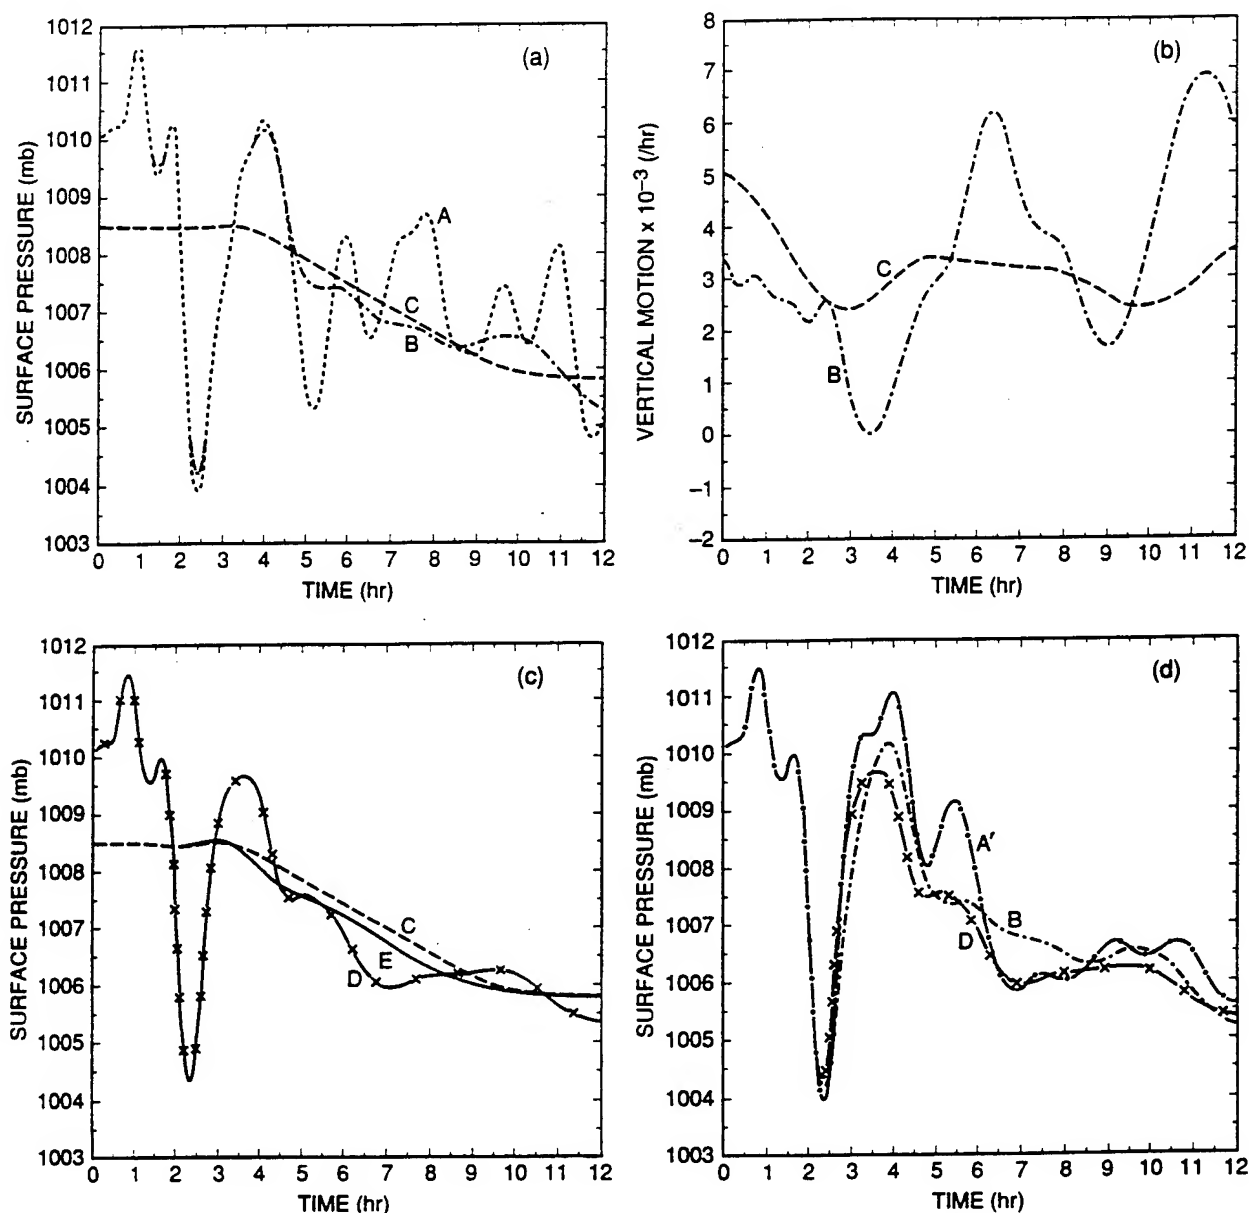 (a)
SURFACE PRESSURE (mb)
1012
1011
1010
1009
1008
1007
1006
1005
1004
1003
A
C
B
0 1 2 3 4 5 6 7 8 9 10 11 12
TIME (hr)
(b)
VERTICAL MOTION x 10⁻³ (/hr)
8
7
6
5
4
3
2
1
0
–1
–2
C
B
0 1 2 3 4 5 6 7 8 9 10 11 12
TIME (hr)
(c)
SURFACE PRESSURE (mb)
1012
1011
1010
1009
1008
1007
1006
1005
1004
1003
C
E
D
0 1 2 3 4 5 6 7 8 9 10 11 12
TIME (hr)
(d)
SURFACE PRESSURE (mb)
1012
1011
1010
1009
1008
1007
1006
1005
1004
1003
A′
B
D
0 1 2 3 4 5 6 7 8 9 10 11 12
TIME (hr)